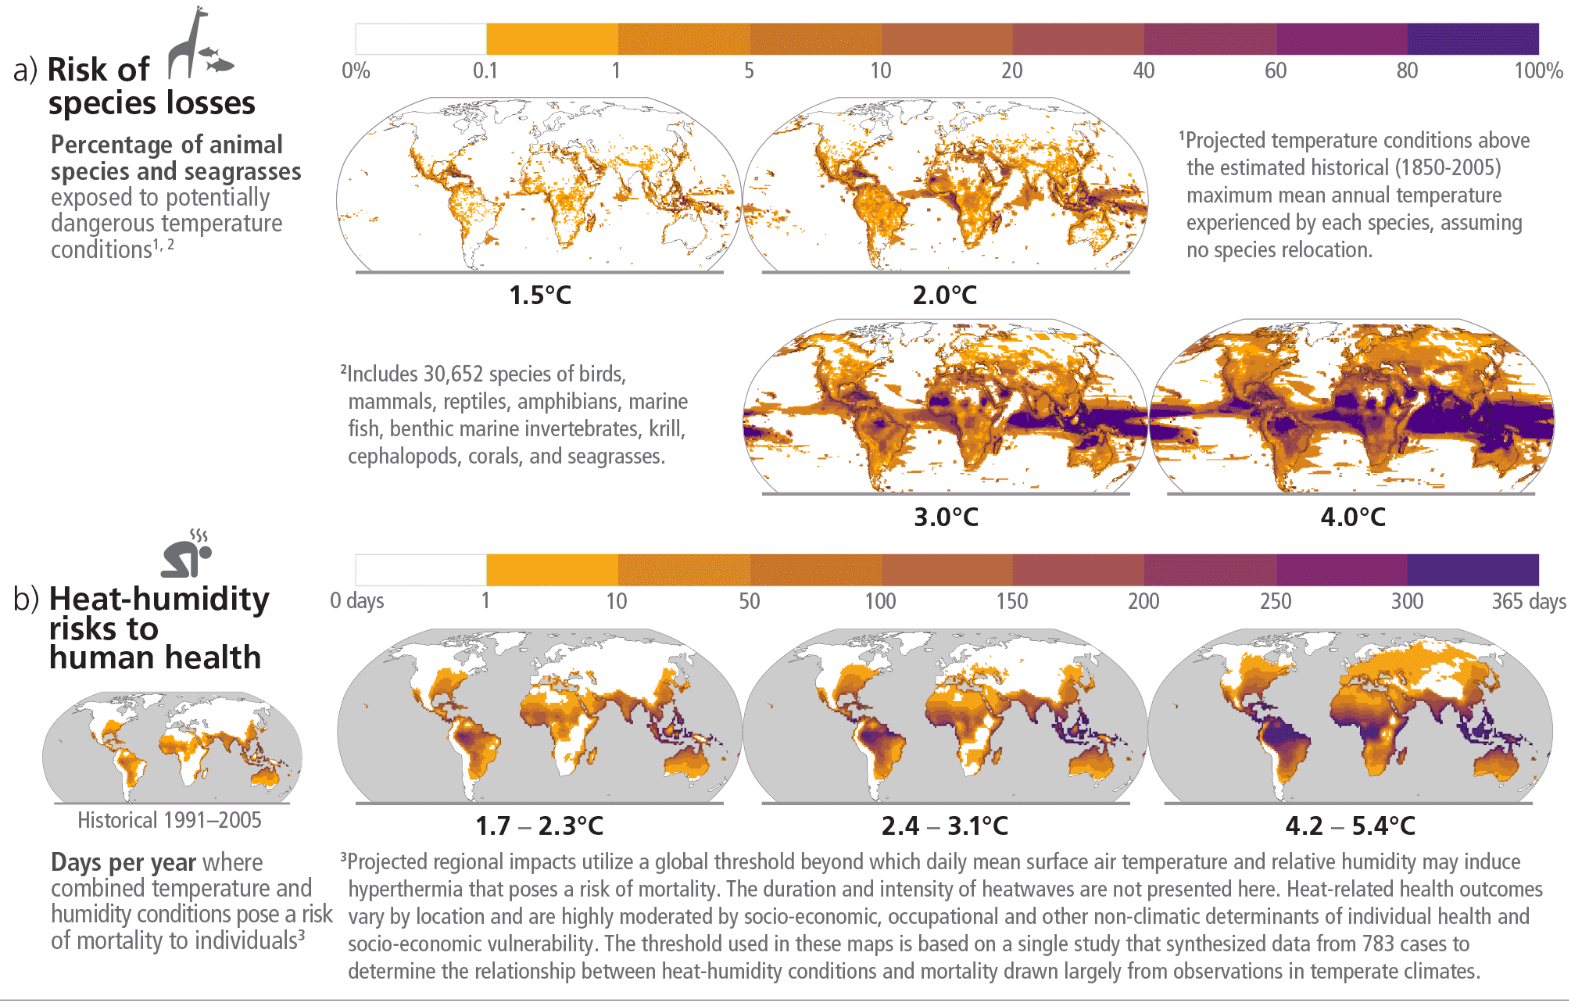 a) Risk of
species losses
Percentage of animal
species and seagrasses
exposed to potentially
dangerous temperature
conditions¹, ²
0% 0.1 1 5 10 20 40 60 80 100%
1.5°C
2.0°C
¹Projected temperature conditions above
the estimated historical (1850-2005)
maximum mean annual temperature
experienced by each species, assuming
no species relocation.
²Includes 30,652 species of birds,
mammals, reptiles, amphibians, marine
fish, benthic marine invertebrates, krill,
cephalopods, corals, and seagrasses.
3.0°C
4.0°C
b) Heat-humidity
risks to
human health
0 days 1 10 50 100 150 200 250 300 365 days
Historical 1991–2005
Days per year where
combined temperature and
humidity conditions pose a risk
of mortality to individuals³
1.7 – 2.3°C
2.4 – 3.1°C
4.2 – 5.4°C
³Projected regional impacts utilize a global threshold beyond which daily mean surface air temperature and relative humidity may induce
hyperthermia that poses a risk of mortality. The duration and intensity of heatwaves are not presented here. Heat-related health outcomes
vary by location and are highly moderated by socio-economic, occupational and other non-climatic determinants of individual health and
socio-economic vulnerability. The threshold used in these maps is based on a single study that synthesized data from 783 cases to
determine the relationship between heat-humidity conditions and mortality drawn largely from observations in temperate climates.